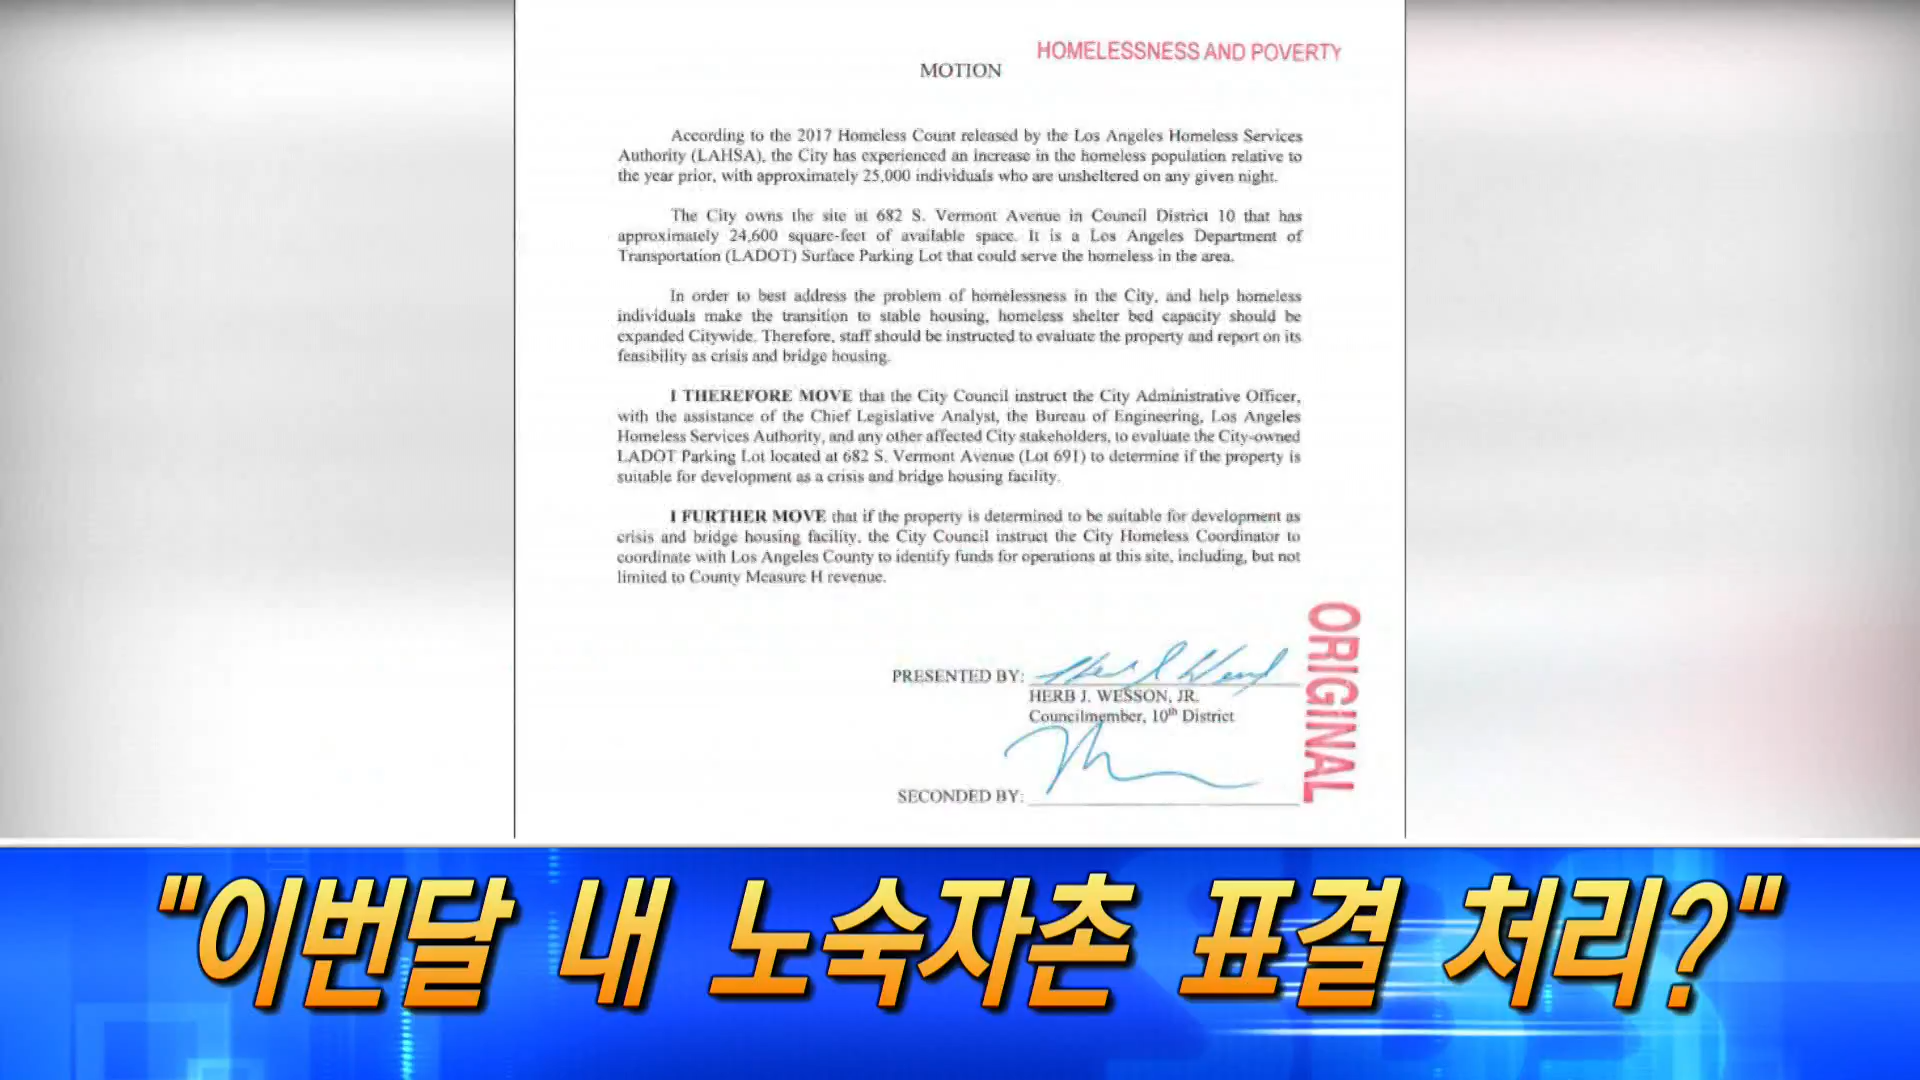 HOMELESSNESS AND POVERTY
MOTION
According to the 2017 Homeless Count released by the Los Angeles Homeless Services
Authority (LAHSA), the City has experienced an increase in the homeless population relative to
the year prior, with approximately 25,000 individuals who are unsheltered on any given night.
The City owns the site at 682 S. Vermont Avenue in Council District 10 that has
approximately 24,600 square-feet of available space. It is a Los Angeles Department of
Transportation (LADOT) Surface Parking Lot that could serve the homeless in the area.
In order to best address the problem of homelessness in the City, and help homeless
individuals make the transition to stable housing, homeless shelter bed capacity should be
expanded Citywide. Therefore, staff should be instructed to evaluate the property and report on its
feasibility as crisis and bridge housing.
I THEREFORE MOVE that the City Council instruct the City Administrative Officer,
with the assistance of the Chief Legislative Analyst, the Bureau of Engineering, Los Angeles
Homeless Services Authority, and any other affected City stakeholders, to evaluate the City-owned
LADOT Parking Lot located at 682 S. Vermont Avenue (Lot 691) to determine if the property is
suitable for development as a crisis and bridge housing facility.
I FURTHER MOVE that if the property is determined to be suitable for development as
crisis and bridge housing facility, the City Council instruct the City Homeless Coordinator to
coordinate with Los Angeles County to identify funds for operations at this site, including, but not
limited to County Measure H revenue.
PRESENTED BY:
HERB J. WESSON, JR.
Councilmember, 10th District
SECONDED BY:
ORIGINAL
"이번달 내 노숙자촌 표결 처리?"